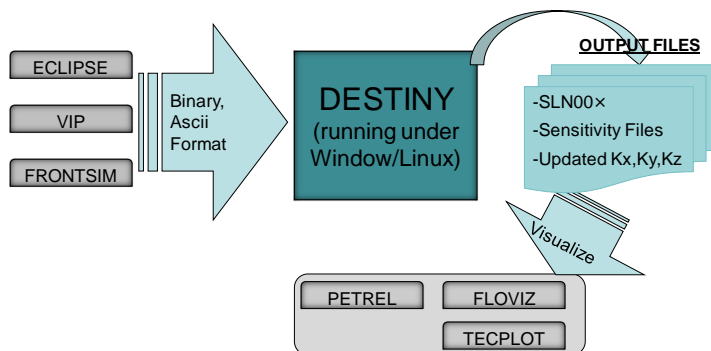 ECLIPSE
VIP
FRONTSIM
Binary,
Ascii
Format
DESTINY
(running under
Window/Linux)
OUTPUT FILES
-SLN00×
-Sensitivity Files
-Updated Kx,Ky,Kz
Visualize
PETREL
FLOVIZ
TECPLOT